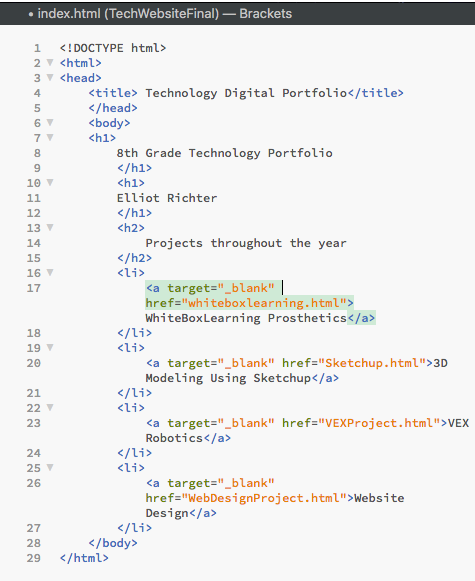 • index.html (TechWebsiteFinal) — Brackets
1 <!DOCTYPE html>
2 ▼ <html>
3 ▼ <head>
4 <title> Technology Digital Portfolio</title>
5 </head>
6 ▼ <body>
7 ▼ <h1>
8 8th Grade Technology Portfolio
9 </h1>
10 ▼ <h1>
11 Elliot Richter
12 </h1>
13 ▼ <h2>
14 Projects throughout the year
15 </h2>
16 ▼ <li>
17 <a target="_blank"
href="whiteboxlearning.html">
WhiteBoxLearning Prosthetics</a>
18 </li>
19 ▼ <li>
20 <a target="_blank" href="Sketchup.html">3D
Modeling Using Sketchup</a>
21 </li>
22 ▼ <li>
23 <a target="_blank" href="VEXProject.html">VEX
Robotics</a>
24 </li>
25 ▼ <li>
26 <a target="_blank"
href="WebDesignProject.html">Website
Design</a>
27 </li>
28 </body>
29 </html>